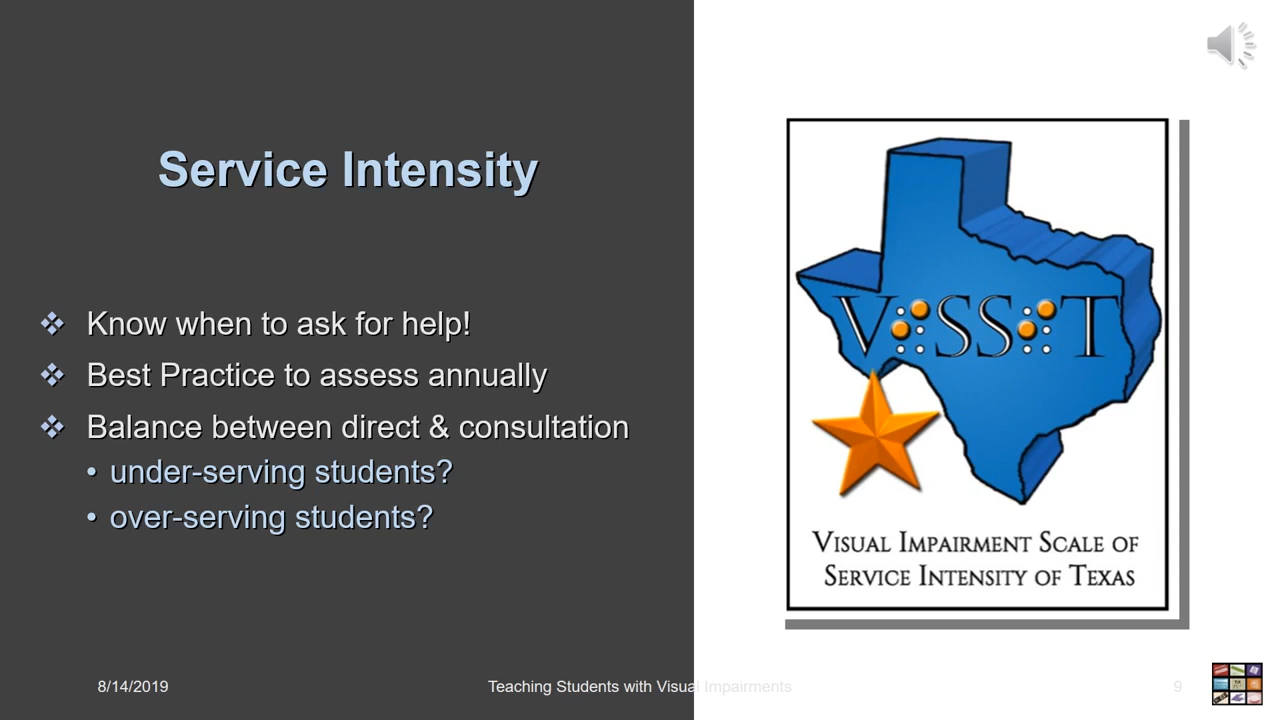 Service Intensity
Know when to ask for help!
Best Practice to assess annually
Balance between direct & consultation
• under-serving students?
• over-serving students?
V⠊SS⠊T
VISUAL IMPAIRMENT SCALE OF
SERVICE INTENSITY OF TEXAS
8/14/2019
Teaching Students with Visual Impairments
9